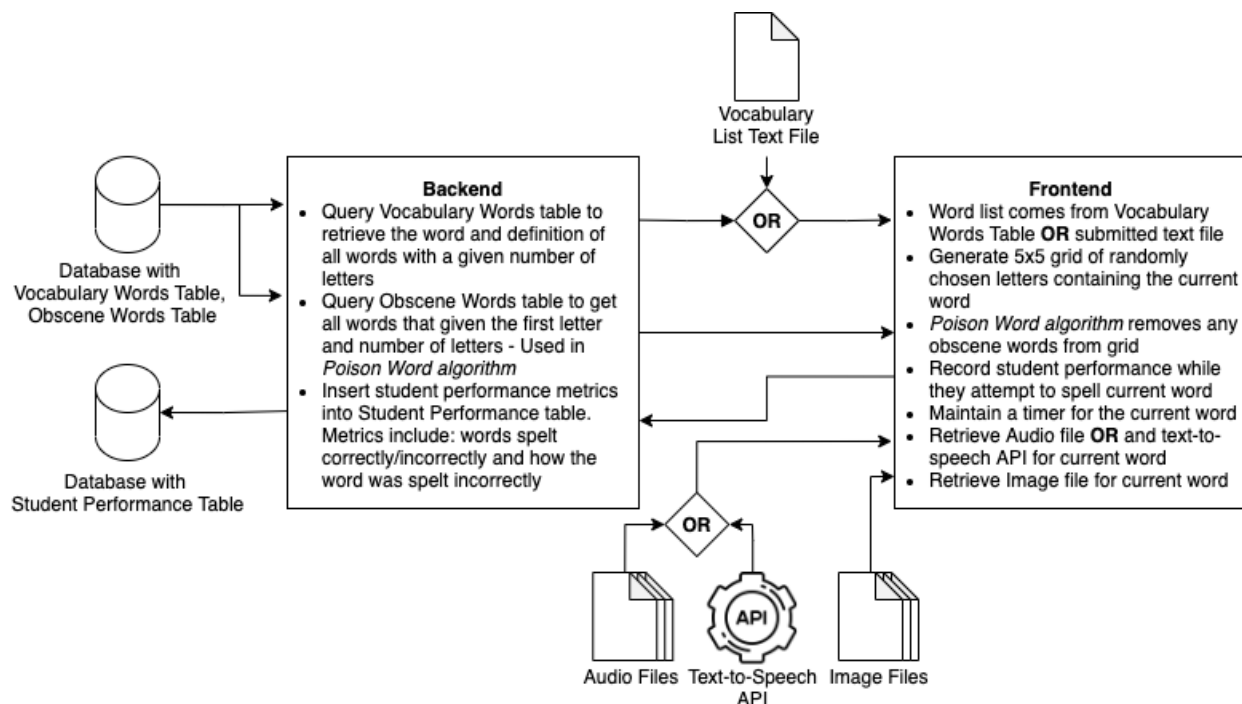 Vocabulary
List Text File
Database with
Vocabulary Words Table,
Obscene Words Table
Database with
Student Performance Table
Backend
• Query Vocabulary Words table to
retrieve the word and definition of
all words with a given number of
letters
• Query Obscene Words table to get
all words that given the first letter
and number of letters - Used in
Poison Word algorithm
• Insert student performance metrics
into Student Performance table.
Metrics include: words spelt
correctly/incorrectly and how the
word was spelt incorrectly
OR
Frontend
• Word list comes from Vocabulary
Words Table OR submitted text file
• Generate 5x5 grid of randomly
chosen letters containing the current
word
• Poison Word algorithm removes any
obscene words from grid
• Record student performance while
they attempt to spell current word
• Maintain a timer for the current word
• Retrieve Audio file OR and text-to-
speech API for current word
• Retrieve Image file for current word
OR
API
Audio Files
Text-to-Speech
API
Image Files